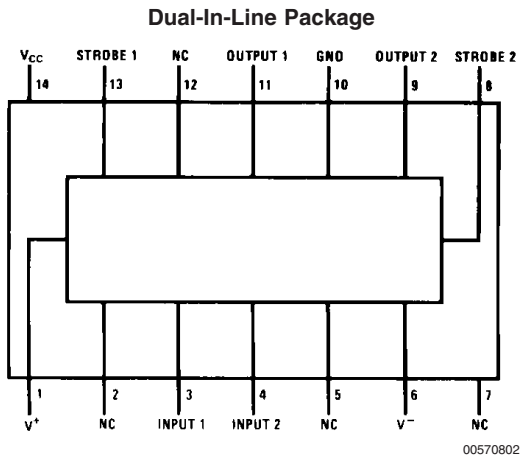 Dual-In-Line Package
VCC STROBE 1 NC OUTPUT 1 GND OUTPUT 2 STROBE 2
14 13 12 11 10 9 8
1 2 3 4 5 6 7
V+ NC INPUT 1 INPUT 2 NC V− NC
00570802